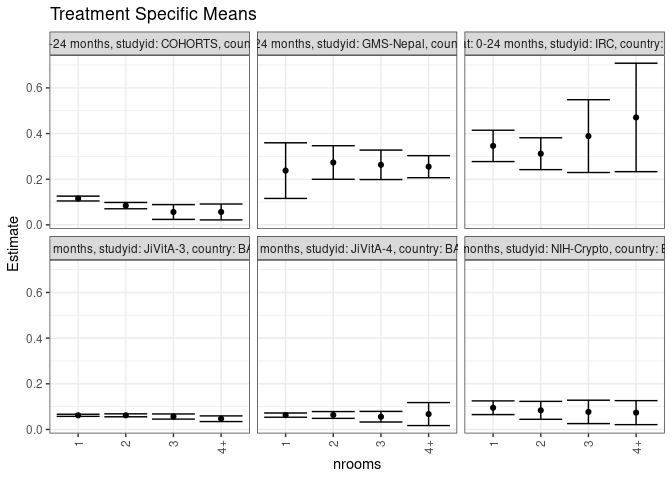 Treatment Specific Means
-24 months, studyid: COHORTS, coun
24 months, studyid: GMS-Nepal, coun
at: 0-24 months, studyid: IRC, country:
0.6
0.4
0.2
0.0
months, studyid: JiVitA-3, country: BA
months, studyid: JiVitA-4, country: BA
months, studyid: NIH-Crypto, country: B
0.6
0.4
0.2
0.0
Estimate
1 2 3 4+
1 2 3 4+
1 2 3 4+
nrooms